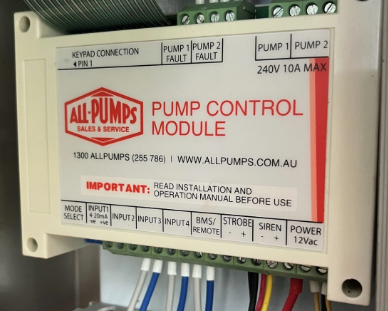 KEYPAD CONNECTION
◄PIN 1
PUMP 1 FAULT
PUMP 2 FAULT
PUMP 1
PUMP 2
240V 10A MAX
ALL-PUMPS
SALES & SERVICE
PUMP CONTROL
MODULE
1300 ALLPUMPS (255 786) | WWW.ALLPUMPS.COM.AU
IMPORTANT: READ INSTALLATION AND
OPERATION MANUAL BEFORE USE
MODE SELECT
INPUT1 4-20mA -ve +ve
INPUT2
INPUT3
INPUT4
BMS/ REMOTE
STROBE - +
SIREN - +
POWER 12Vac